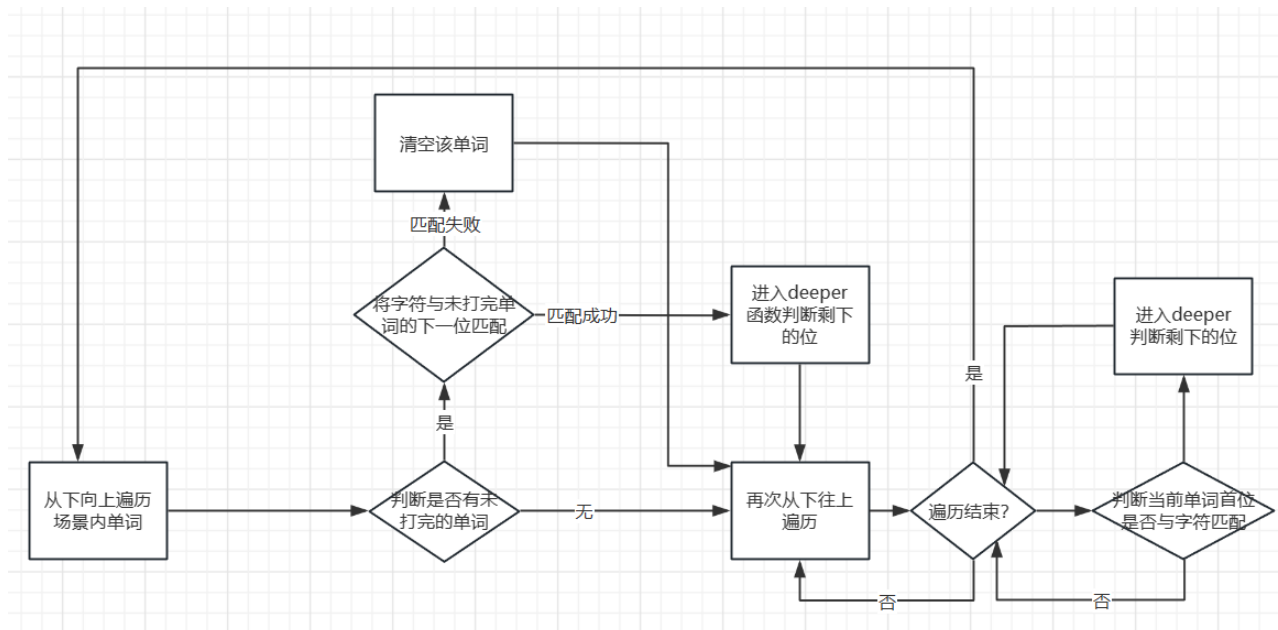 清空该单词
匹配失败
将字符与未打完单
词的下一位匹配
匹配成功
进入deeper
函数判断剩下
的位
进入deeper
判断剩下的位
是
是
从下向上遍历
场景内单词
判断是否有未
打完的单词
无
再次从下往上
遍历
遍历结束?
判断当前单词首位
是否与字符匹配
否
否